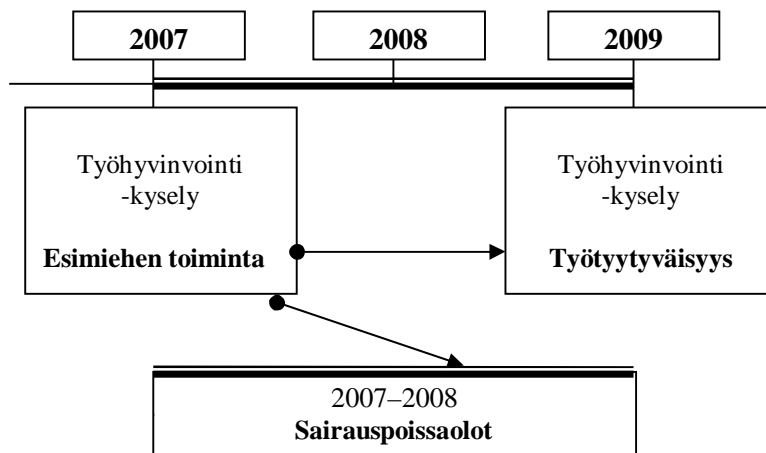 2007
2008
2009
Työhyvinvointi
-kysely
Esimiehen toiminta
Työhyvinvointi
-kysely
Työtyytyväisyys
2007–2008
Sairauspoissaolot